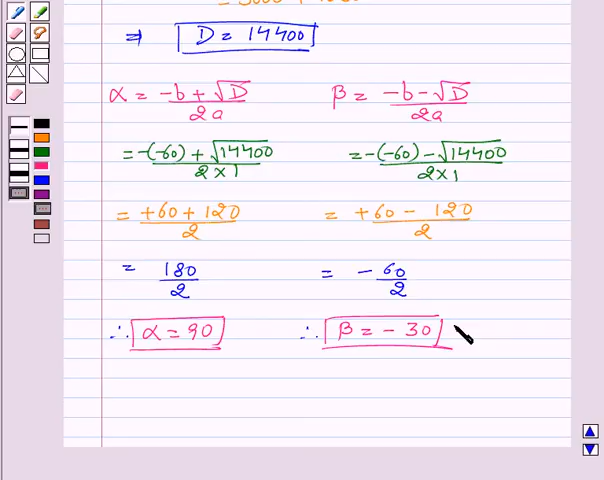 ⇒ D = 14400
α = -b + √D / 2a    β = -b - √D / 2a
= -(-60) + √14400 / 2×1    = -(-60) - √14400 / 2×1
= +60 + 120 / 2    = +60 - 120 / 2
= 180 / 2    = -60 / 2
∴ α = 90    ∴ β = - 30